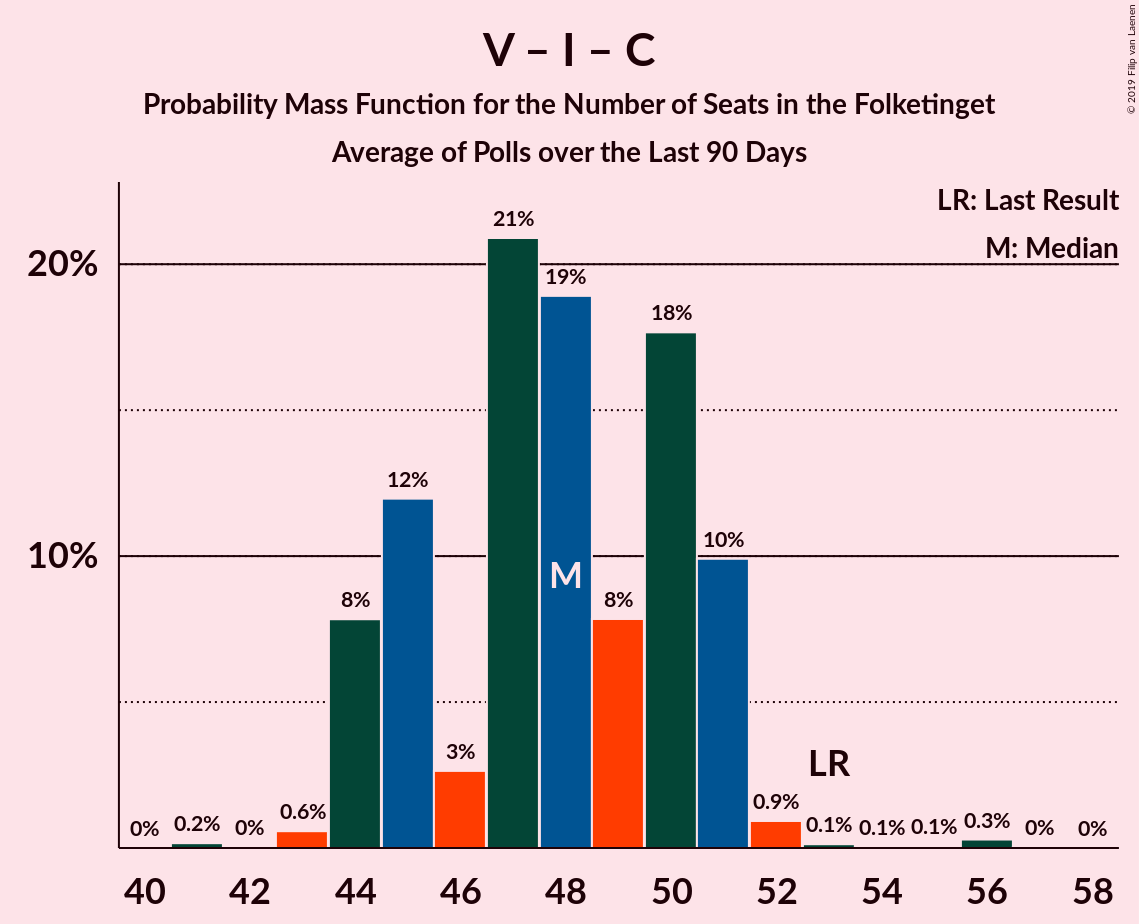 V – I – C
Probability Mass Function for the Number of Seats in the Folketinget
Average of Polls over the Last 90 Days
© 2019 Filip van Laenen
LR: Last Result
M: Median
20%
10%
0%
0.2%
0%
0.6%
8%
12%
3%
21%
19%
8%
18%
10%
0.9%
0.1%
0.1%
0.1%
0.3%
0%
0%
M
LR
40 42 44 46 48 50 52 54 56 58